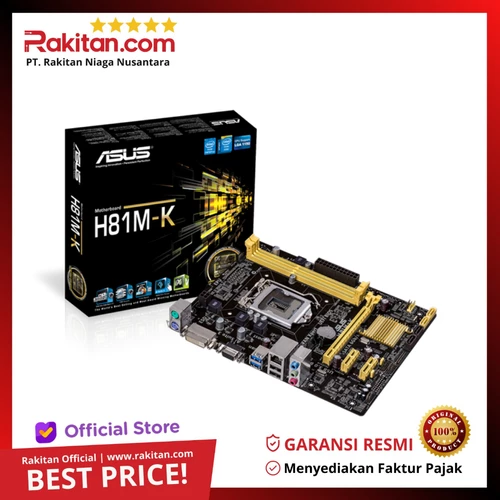 Rakitan.com
PT. Rakitan Niaga Nusantara
ASUS
Motherboard
H81M-K
H81M-K
ASUS
Official Store
Rakitan Official | www.rakitan.com
BEST PRICE!
GARANSI RESMI
Menyediakan Faktur Pajak
ORIGINAL
100%
PRODUCT